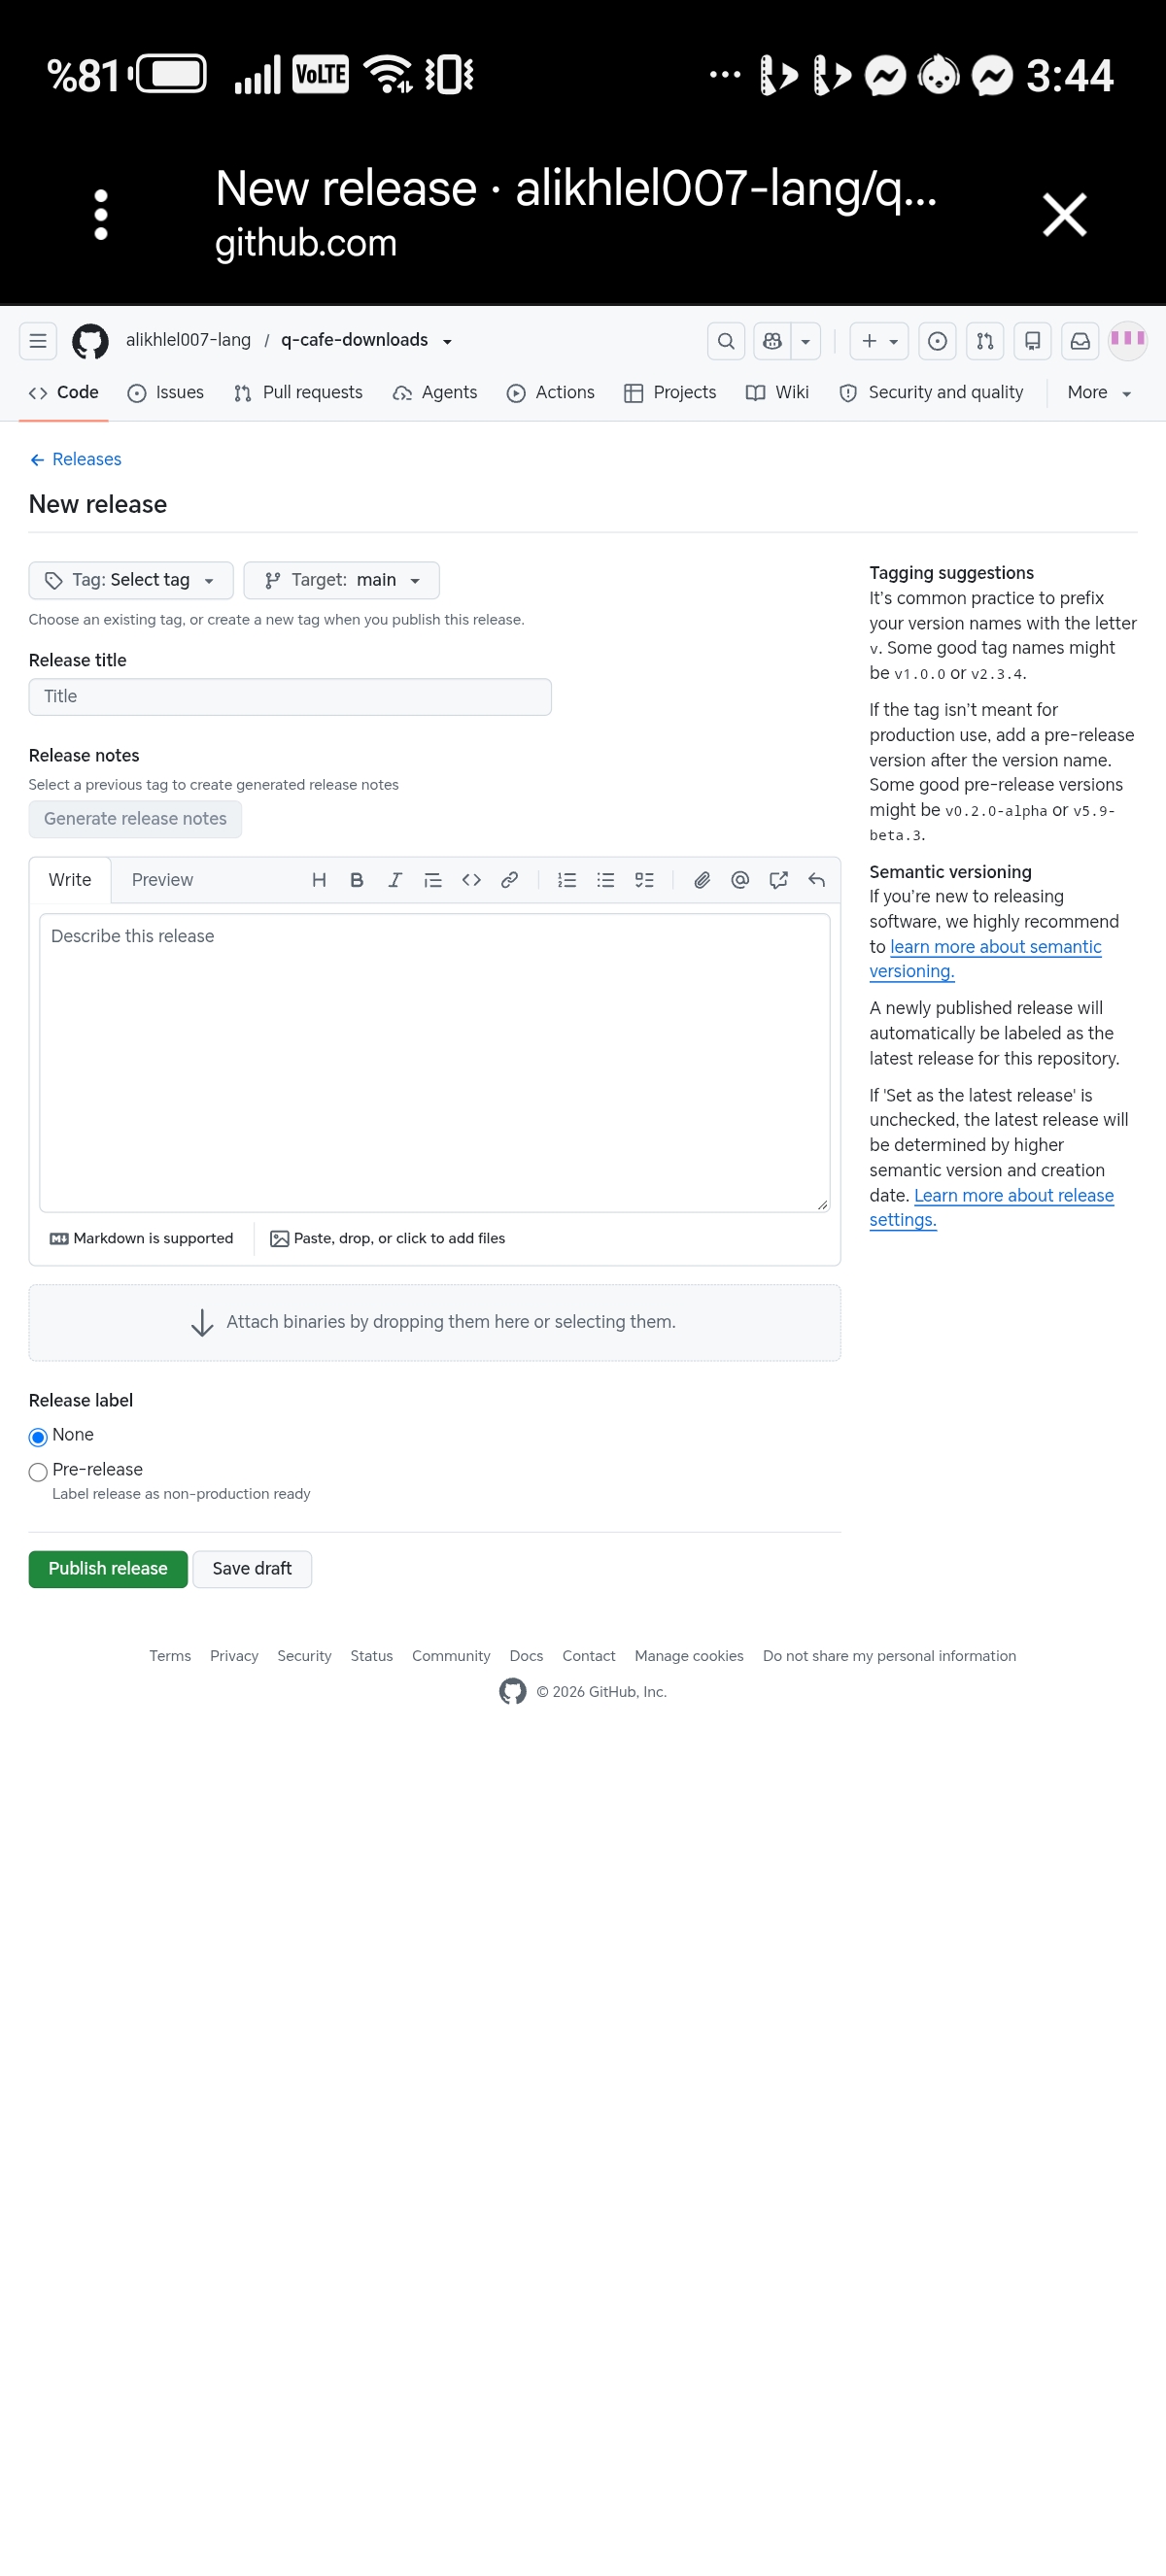 %81 VoLTE ... 3:44
New release · alikhlel007-lang/q...
github.com
alikhlel007-lang / q-cafe-downloads
Code Issues Pull requests Agents Actions Projects Wiki Security and quality More
← Releases
New release
Tag: Select tag Target: main
Choose an existing tag, or create a new tag when you publish this release.
Release title
Title
Release notes
Select a previous tag to create generated release notes
Generate release notes
Write Preview
Describe this release
Markdown is supported Paste, drop, or click to add files
Attach binaries by dropping them here or selecting them.
Release label
None
Pre-release
Label release as non-production ready
Publish release Save draft
Tagging suggestions
It's common practice to prefix
your version names with the letter
v. Some good tag names might
be v1.0.0 or v2.3.4.
If the tag isn't meant for
production use, add a pre-release
version after the version name.
Some good pre-release versions
might be v0.2.0-alpha or v5.9-
beta.3.
Semantic versioning
If you're new to releasing
software, we highly recommend
to learn more about semantic
versioning.
A newly published release will
automatically be labeled as the
latest release for this repository.
If 'Set as the latest release' is
unchecked, the latest release will
be determined by higher
semantic version and creation
date. Learn more about release
settings.
Terms Privacy Security Status Community Docs Contact Manage cookies Do not share my personal information
© 2026 GitHub, Inc.